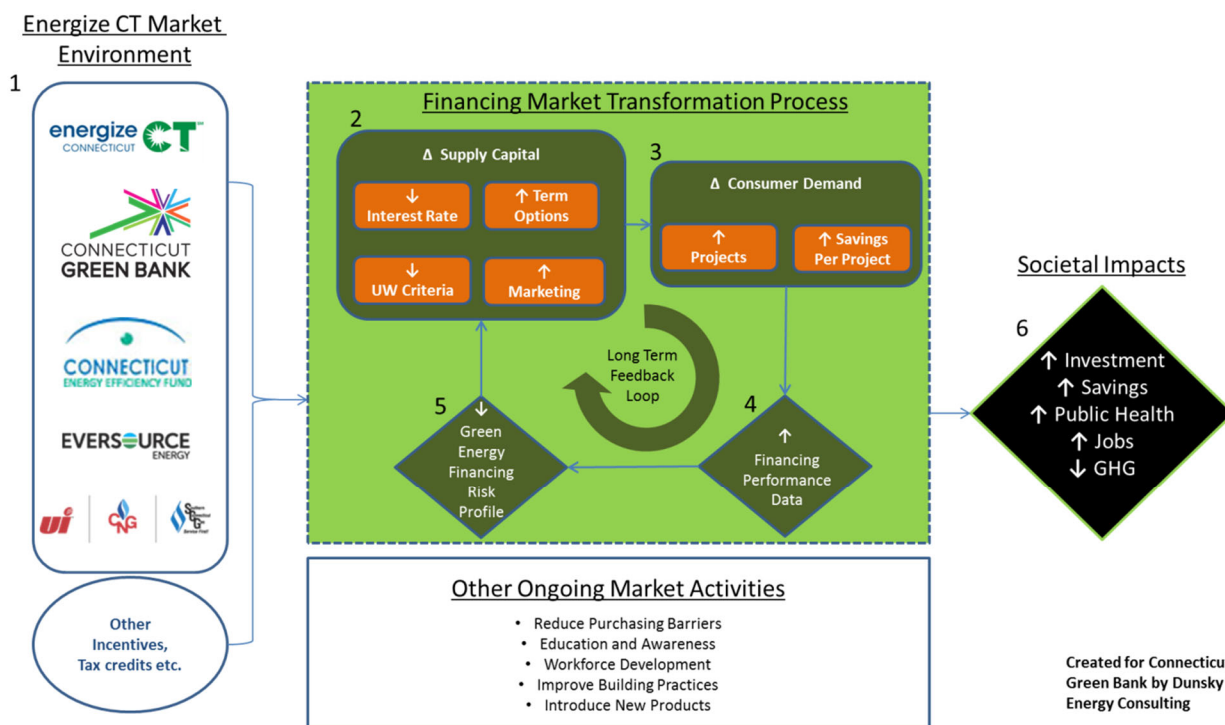 Energize CT Market
Environment
1
energize
CONNECTICUT
CT
CONNECTICUT
GREEN BANK
CONNECTICUT
ENERGY EFFICIENCY FUND
EVERSOURCE
ENERGY
ui
CNG
Other
Incentives,
Tax credits etc.
Financing Market Transformation Process
2
Δ Supply Capital
↓
Interest Rate
↑ Term
Options
↓
UW Criteria
↑
Marketing
3
Δ Consumer Demand
↑
Projects
↑ Savings
Per Project
Long Term
Feedback
Loop
4
↑
Financing
Performance
Data
5
↓
Green
Energy
Financing
Risk
Profile
Other Ongoing Market Activities
• Reduce Purchasing Barriers
• Education and Awareness
• Workforce Development
• Improve Building Practices
• Introduce New Products
Societal Impacts
6
↑ Investment
↑ Savings
↑ Public Health
↑ Jobs
↓ GHG
Created for Connecticu
Green Bank by Dunsky
Energy Consulting